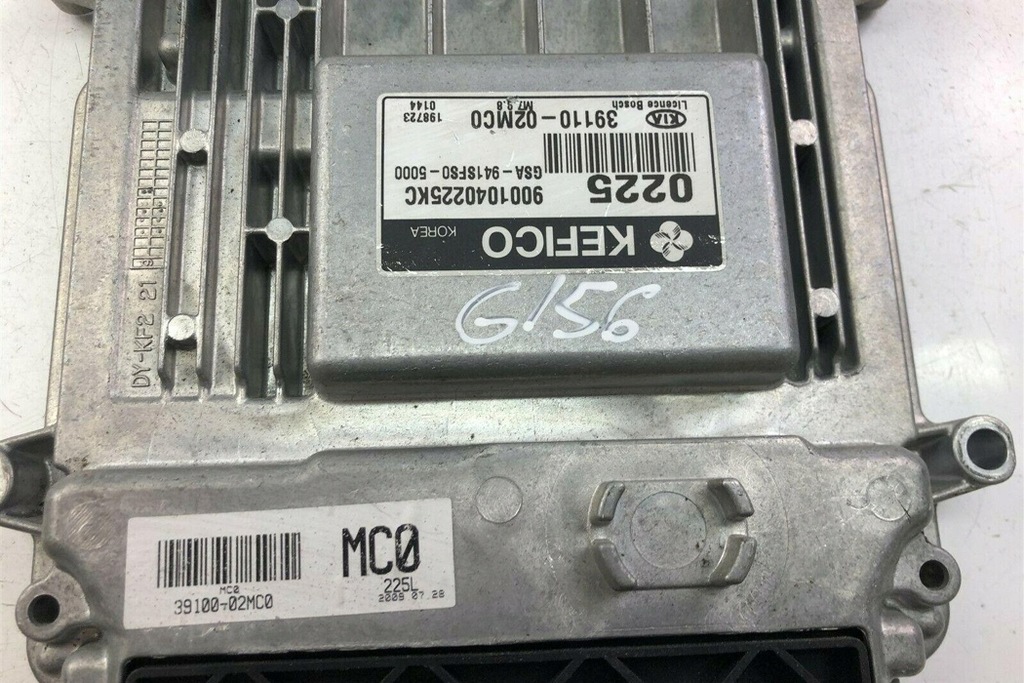 KEFICO KOREA
0225 9001040225KC
GSA-941SFS0-5000
KIA 39110-02MC0 198723
Licence Bosch M7.9.8 0144
G156
DY-KF2 21
MC0
225L
2009 07.28
MC0
39100-02MC0